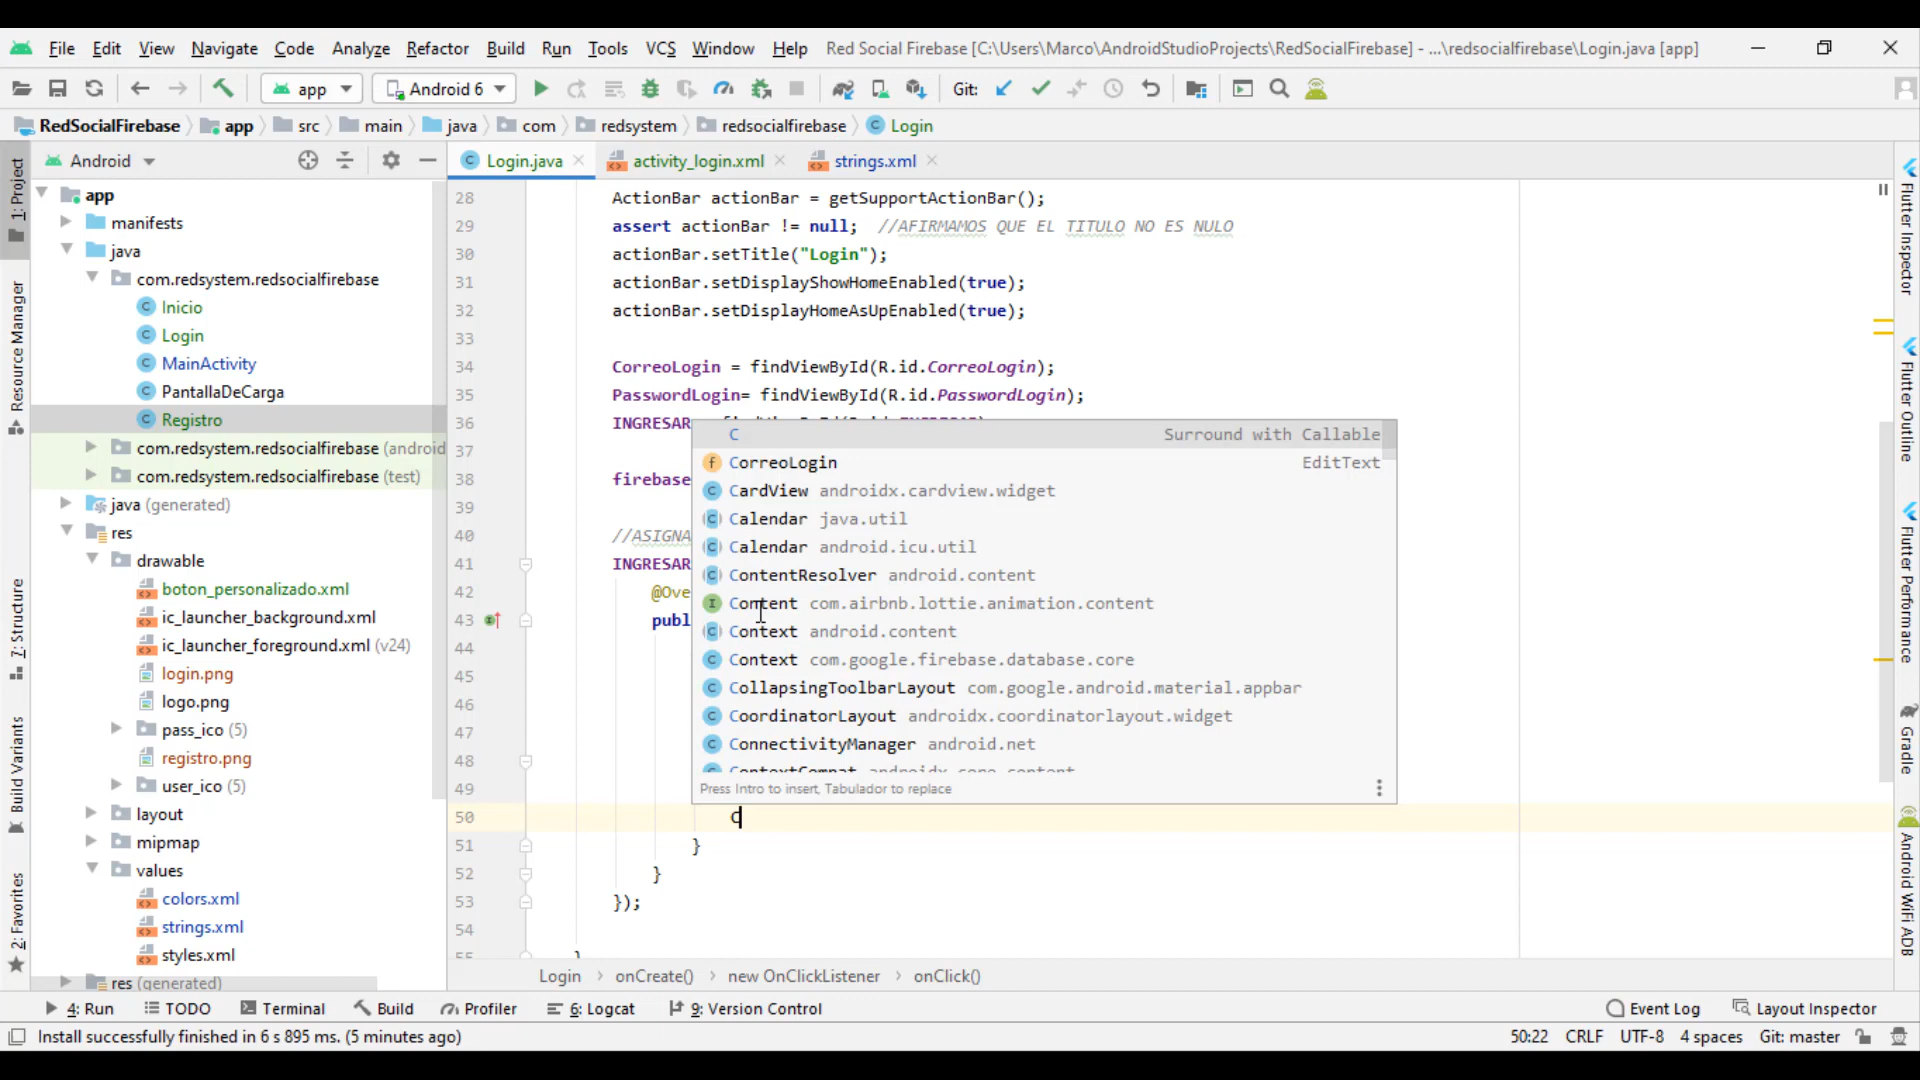 File Edit View Navigate Code Analyze Refactor Build Run Tools VCS Window Help Red Social Firebase [C:\Users\Marco\AndroidStudioProjects\RedSocialFirebase] - ...\redsocialfirebase\Login.java [app]
app Android 6 Git:
RedSocialFirebase app src main java com redsystem redsocialfirebase Login
Android
Login.java activity_login.xml strings.xml
1: Project
Resource Manager
7: Structure
Build Variants
2: Favorites
app
manifests
java
com.redsystem.redsocialfirebase
Inicio
Login
MainActivity
PantallaDeCarga
Registro
com.redsystem.redsocialfirebase (android
com.redsystem.redsocialfirebase (test)
java (generated)
res
drawable
boton_personalizado.xml
ic_launcher_background.xml
ic_launcher_foreground.xml (v24)
login.png
logo.png
pass_ico (5)
registro.png
user_ico (5)
layout
mipmap
values
colors.xml
strings.xml
styles.xml
res (generated)
28 ActionBar actionBar = getSupportActionBar();
29 assert actionBar != null; //AFIRMAMOS QUE EL TITULO NO ES NULO
30 actionBar.setTitle("Login");
31 actionBar.setDisplayShowHomeEnabled(true);
32 actionBar.setDisplayHomeAsUpEnabled(true);
33
34 CorreoLogin = findViewById(R.id.CorreoLogin);
35 PasswordLogin= findViewById(R.id.PasswordLogin);
36 INGRESAR
37
38 firebase
39
40 //ASIGNA
41 INGRESAR
42 @Ove
43 publ
44
45
46
47
48
49
50 C
51 }
52 }
53 });
54
55 }
C Surround with Callable
CorreoLogin EditText
CardView androidx.cardview.widget
Calendar java.util
Calendar android.icu.util
ContentResolver android.content
Content com.airbnb.lottie.animation.content
Context android.content
Context com.google.firebase.database.core
CollapsingToolbarLayout com.google.android.material.appbar
CoordinatorLayout androidx.coordinatorlayout.widget
ConnectivityManager android.net
ContextCompat androidx.core.content
Press Intro to insert, Tabulador to replace
Flutter Inspector
Flutter Outline
Flutter Performance
Gradle
Android WiFi ADB
Login onCreate() new OnClickListener onClick()
4: Run TODO Terminal Build Profiler 6: Logcat 9: Version Control Event Log Layout Inspector
Install successfully finished in 6 s 895 ms. (5 minutes ago) 50:22 CRLF UTF-8 4 spaces Git: master